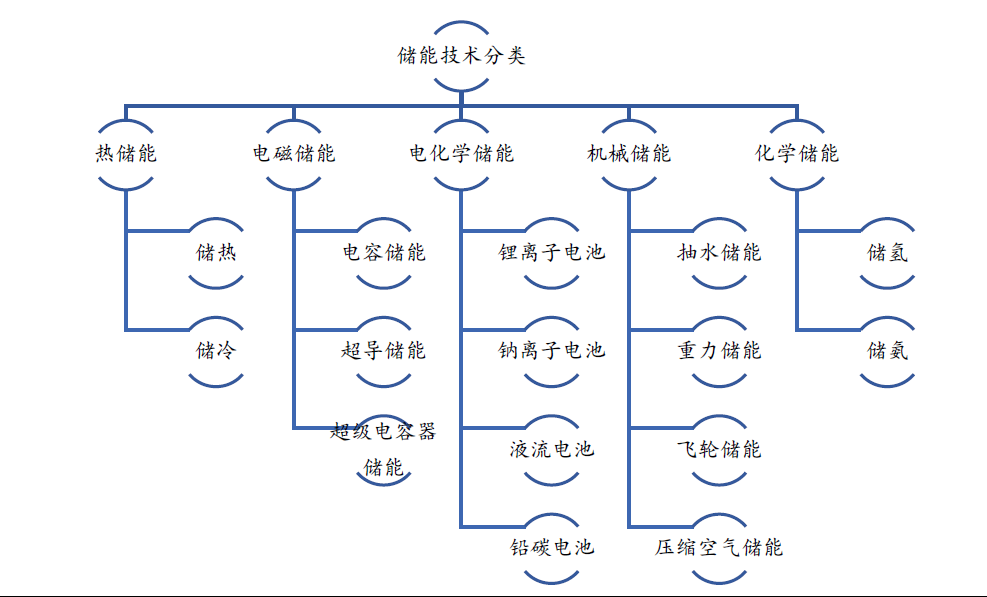 储能技术分类
热储能
电磁储能
电化学储能
机械储能
化学储能
储热
电容储能
锂离子电池
抽水储能
储氢
储冷
超导储能
钠离子电池
重力储能
储氨
超级电容器
储能
液流电池
飞轮储能
铅碳电池
压缩空气储能